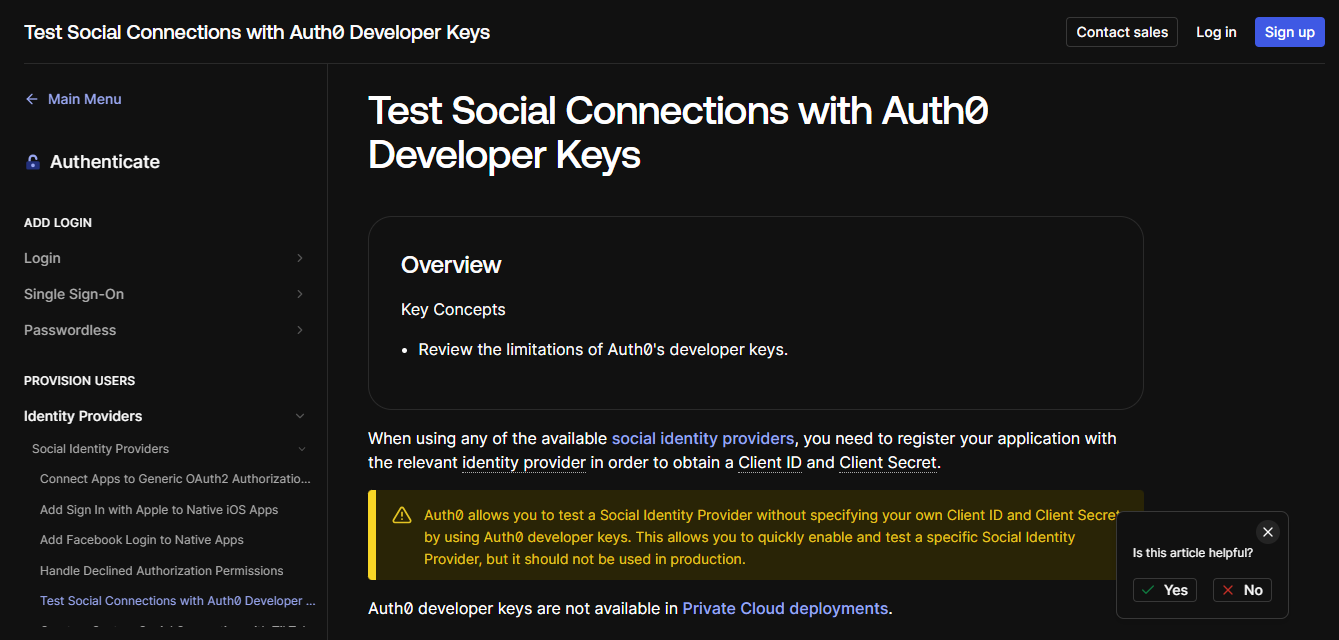 Test Social Connections with Auth0 Developer Keys
Contact sales
Log in
Sign up
Main Menu
Authenticate
ADD LOGIN
Login
Single Sign-On
Passwordless
PROVISION USERS
Identity Providers
Social Identity Providers
Connect Apps to Generic OAuth2 Authorizatio...
Add Sign In with Apple to Native iOS Apps
Add Facebook Login to Native Apps
Handle Declined Authorization Permissions
Test Social Connections with Auth0 Developer ...
Test Social Connections with Auth0
Developer Keys
Overview
Key Concepts
• Review the limitations of Auth0's developer keys.
When using any of the available social identity providers, you need to register your application with
the relevant identity provider in order to obtain a Client ID and Client Secret.
Auth0 allows you to test a Social Identity Provider without specifying your own Client ID and Client Secret
by using Auth0 developer keys. This allows you to quickly enable and test a specific Social Identity
Provider, but it should not be used in production.
Auth0 developer keys are not available in Private Cloud deployments.
Is this article helpful?
Yes
No